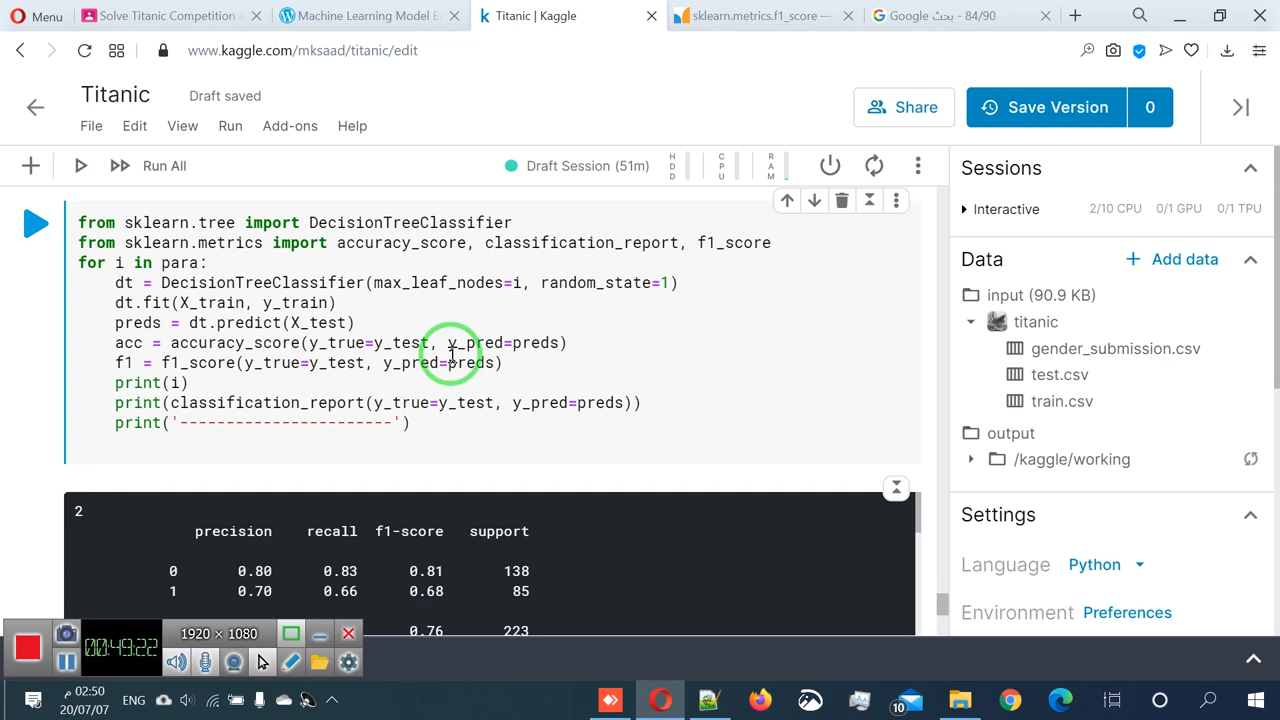 Menu
Solve Titanic Competition
Machine Learning Model E
Titanic | Kaggle
sklearn.metrics.f1_score —
Google بحث - 84/90
www.kaggle.com/mksaad/titanic/edit
Titanic
Draft saved
Share
Save Version
0
File
Edit
View
Run
Add-ons
Help
Run All
Draft Session (51m)
HDD
CPU
RAM
Sessions
Interactive
2/10 CPU
0/1 GPU
0/1 TPU
from sklearn.tree import DecisionTreeClassifier
from sklearn.metrics import accuracy_score, classification_report, f1_score
for i in para:
dt = DecisionTreeClassifier(max_leaf_nodes=i, random_state=1)
dt.fit(X_train, y_train)
preds = dt.predict(X_test)
acc = accuracy_score(y_true=y_test, y_pred=preds)
f1 = f1_score(y_true=y_test, y_pred=preds)
print(i)
print(classification_report(y_true=y_test, y_pred=preds))
print('-----------------------')
Data
Add data
input (90.9 KB)
titanic
gender_submission.csv
test.csv
train.csv
output
/kaggle/working
Settings
Language
Python
Environment
Preferences
2
precision recall f1-score support
0 0.80 0.83 0.81 138
1 0.70 0.66 0.68 85
0.76 223
00:49:22
1920 × 1080
ENG
02:50 م
20/07/07
10